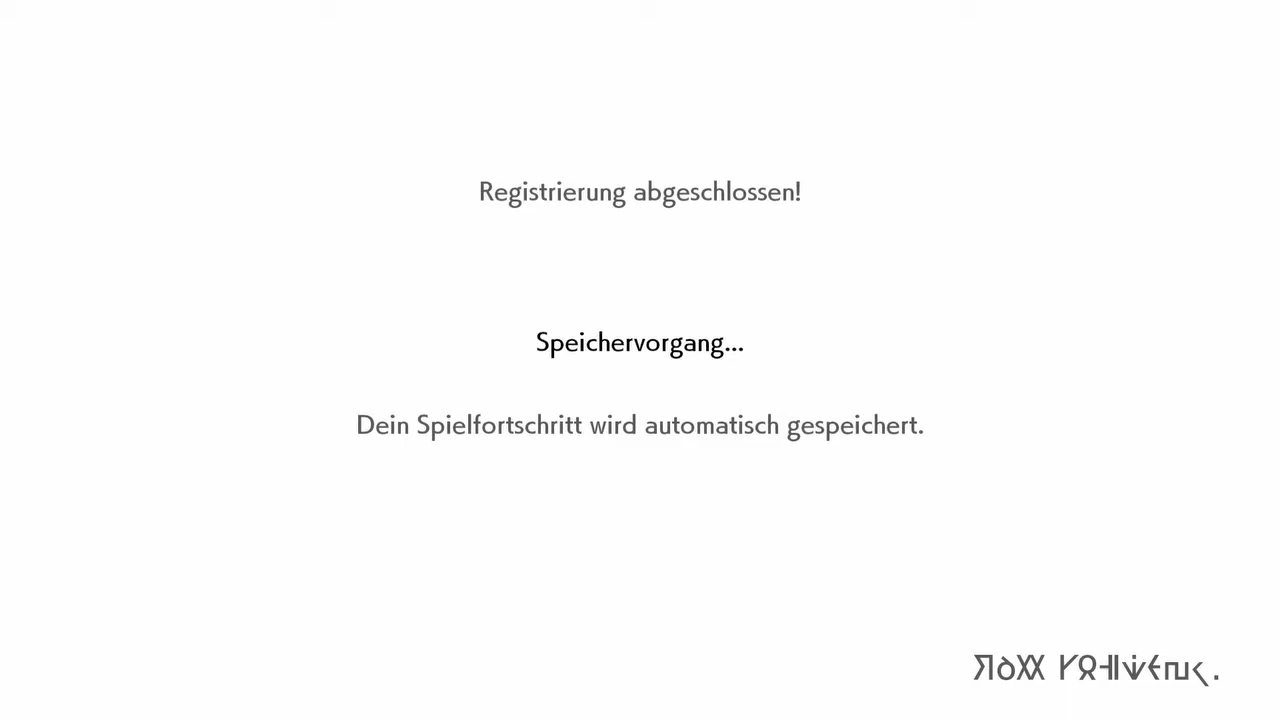 Registrierung abgeschlossen!
Speichervorgang...
Dein Spielfortschritt wird automatisch gespeichert.